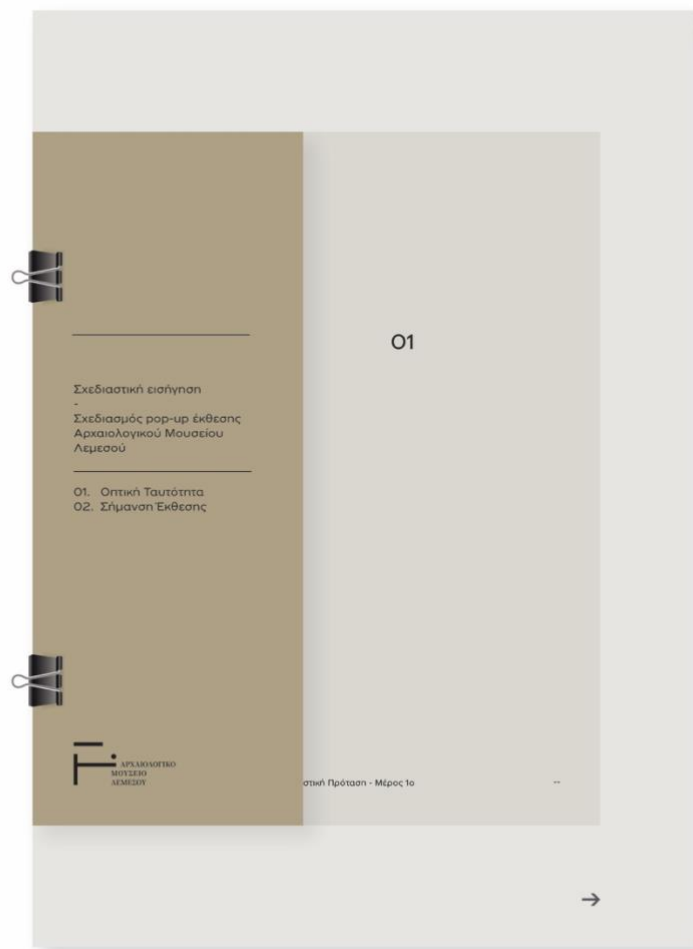 Σχεδιαστική εισήγηση
-
Σχεδιασμός pop-up έκθεσης
Αρχαιολογικού Μουσείου
Λεμεσού
01. Οπτική Ταυτότητα
02. Σήμανση Έκθεσης
ΑΡΧΑΙΟΛΟΓΙΚΟ
ΜΟΥΣΕΙΟ
ΛΕΜΕΣΟΥ
01
στική Πρόταση - Μέρος 1ο